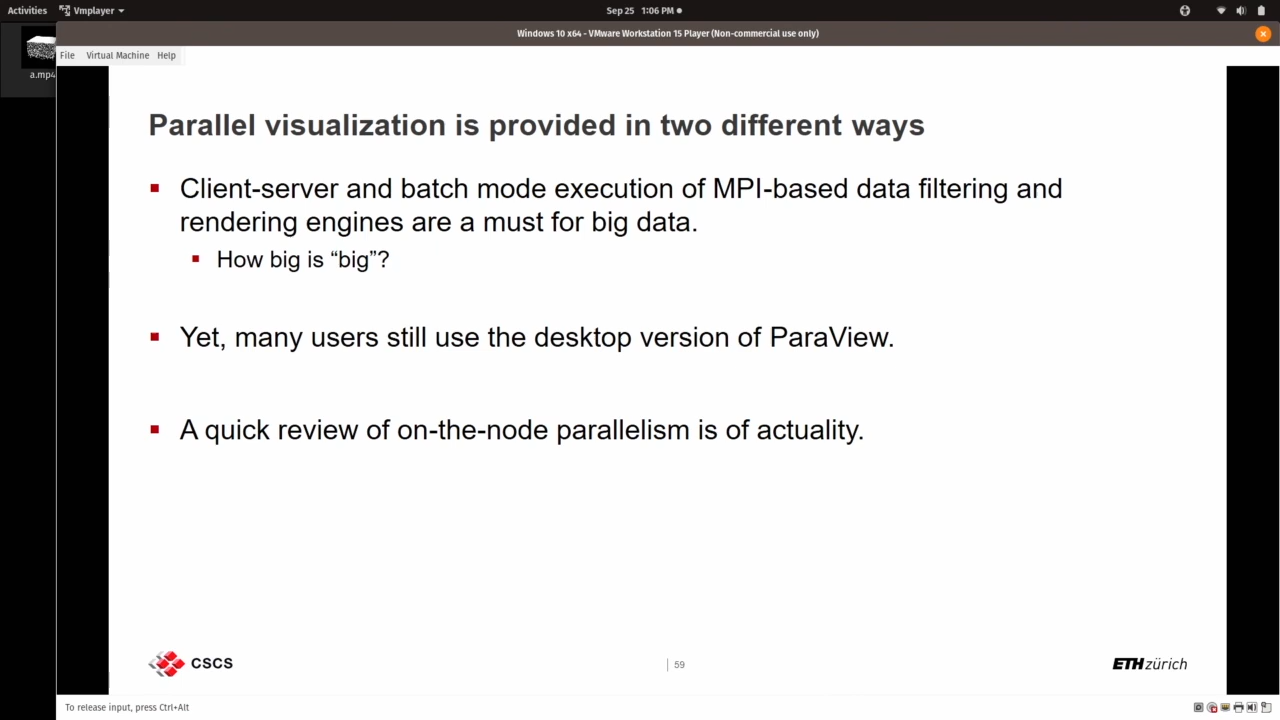 Activities
Vmplayer
Sep 25 1:06 PM
Windows 10 x64 - VMware Workstation 15 Player (Non-commercial use only)
File Virtual Machine Help
a.mp4
Parallel visualization is provided in two different ways
Client-server and batch mode execution of MPI-based data filtering and
rendering engines are a must for big data.
How big is “big”?
Yet, many users still use the desktop version of ParaView.
A quick review of on-the-node parallelism is of actuality.
CSCS
59
ETH zürich
To release input, press Ctrl+Alt